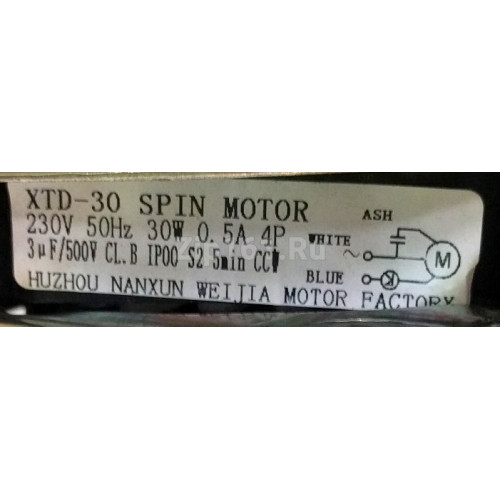 XTD-30 SPIN MOTOR
230V 50Hz 30W 0.5A 4P
3μF/500V CL.B IP00-S2 5min CCW
HUZHOU NANXUN WEIJIA MOTOR FACTORY
ASH
WHITE ~
BLUE
M
K